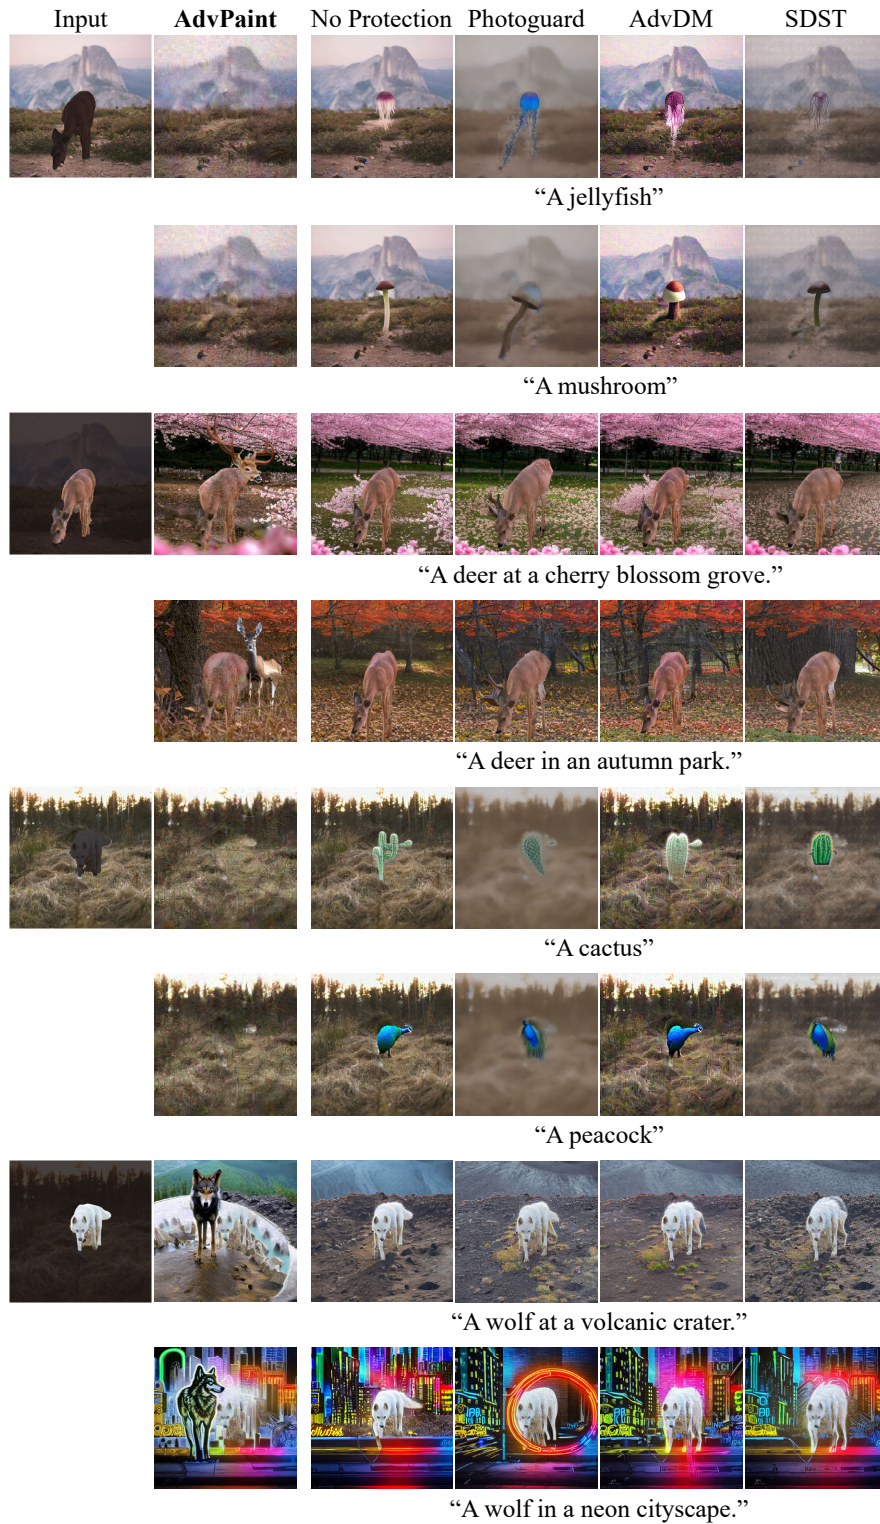 Input AdvPaint No Protection Photoguard AdvDM SDST
“A jellyfish”
“A mushroom”
“A deer at a cherry blossom grove.”
“A deer in an autumn park.”
“A cactus”
“A peacock”
“A wolf at a volcanic crater.”
“A wolf in a neon cityscape.”